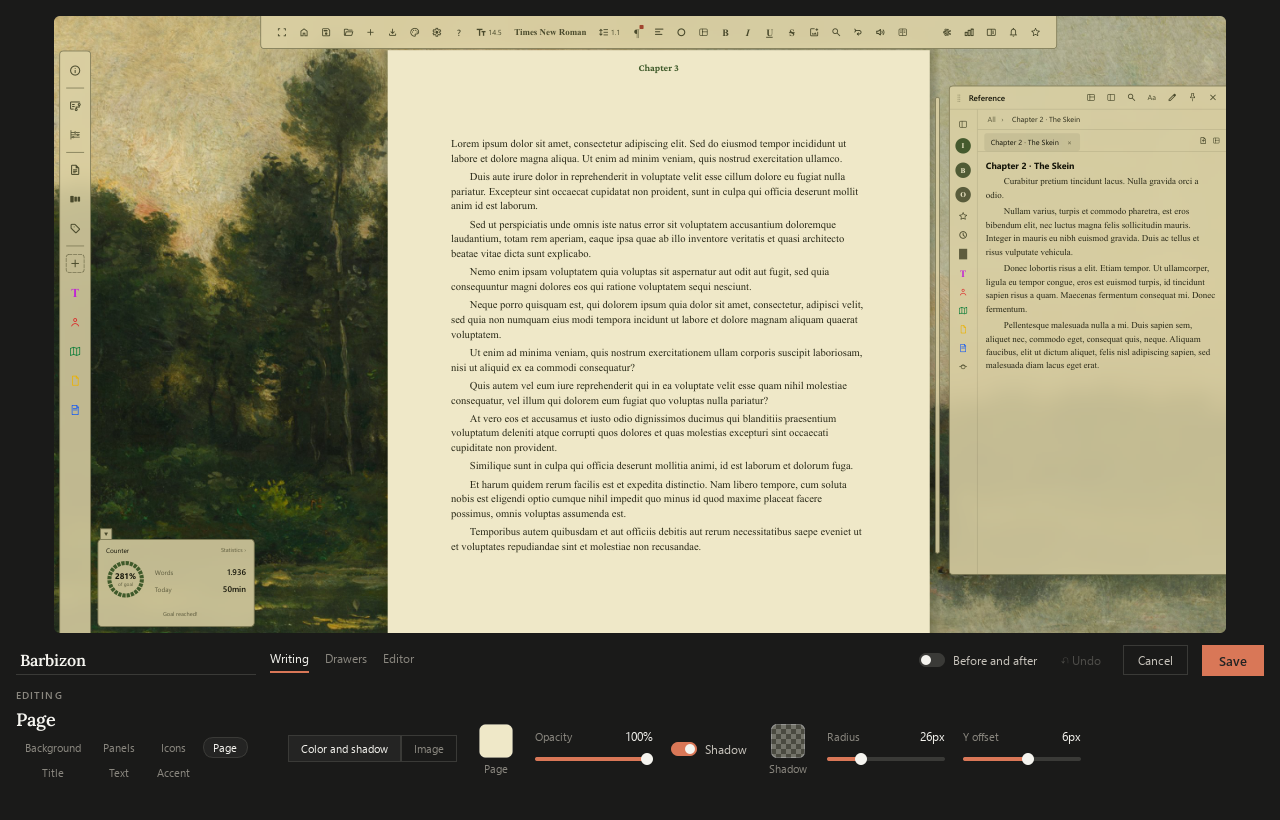 ? Tт 14.5 Times New Roman 1.1 ¶ B I U S
Chapter 3
Lorem ipsum dolor sit amet, consectetur adipiscing elit. Sed do eiusmod tempor incididunt ut
labore et dolore magna aliqua. Ut enim ad minim veniam, quis nostrud exercitation ullamco.
Duis aute irure dolor in reprehenderit in voluptate velit esse cillum dolore eu fugiat nulla
pariatur. Excepteur sint occaecat cupidatat non proident, sunt in culpa qui officia deserunt mollit
anim id est laborum.
Sed ut perspiciatis unde omnis iste natus error sit voluptatem accusantium doloremque
laudantium, totam rem aperiam, eaque ipsa quae ab illo inventore veritatis et quasi architecto
beatae vitae dicta sunt explicabo.
Nemo enim ipsam voluptatem quia voluptas sit aspernatur aut odit aut fugit, sed quia
consequuntur magni dolores eos qui ratione voluptatem sequi nesciunt.
Neque porro quisquam est, qui dolorem ipsum quia dolor sit amet, consectetur, adipisci velit,
sed quia non numquam eius modi tempora incidunt ut labore et dolore magnam aliquam quaerat
voluptatem.
Ut enim ad minima veniam, quis nostrum exercitationem ullam corporis suscipit laboriosam,
nisi ut aliquid ex ea commodi consequatur?
Quis autem vel eum iure reprehenderit qui in ea voluptate velit esse quam nihil molestiae
consequatur, vel illum qui dolorem eum fugiat quo voluptas nulla pariatur?
At vero eos et accusamus et iusto odio dignissimos ducimus qui blanditiis praesentium
voluptatum deleniti atque corrupti quos dolores et quas molestias excepturi sint occaecati
cupiditate non provident.
Similique sunt in culpa qui officia deserunt mollitia animi, id est laborum et dolorum fuga.
Et harum quidem rerum facilis est et expedita distinctio. Nam libero tempore, cum soluta
nobis est eligendi optio cumque nihil impedit quo minus id quod maxime placeat facere
possimus, omnis voluptas assumenda est.
Temporibus autem quibusdam et aut officiis debitis aut rerum necessitatibus saepe eveniet ut
et voluptates repudiandae sint et molestiae non recusandae.
T
Counter Statistics ›
281%
of goal
Words 1.936
Today 50min
Goal reached!
Reference Aa
All › Chapter 2 · The Skein
Chapter 2 · The Skein ×
I
B
O
T
Chapter 2 · The Skein
Curabitur pretium tincidunt lacus. Nulla gravida orci a
odio.
Nullam varius, turpis et commodo pharetra, est eros
bibendum elit, nec luctus magna felis sollicitudin mauris.
Integer in mauris eu nibh euismod gravida. Duis ac tellus et
risus vulputate vehicula.
Donec lobortis risus a elit. Etiam tempor. Ut ullamcorper,
ligula eu tempor congue, eros est euismod turpis, id tincidunt
sapien risus a quam. Maecenas fermentum consequat mi. Donec
fermentum.
Pellentesque malesuada nulla a mi. Duis sapien sem,
aliquet nec, commodo eget, consequat quis, neque. Aliquam
faucibus, elit ut dictum aliquet, felis nisl adipiscing sapien, sed
malesuada diam lacus eget erat.
Barbizon
Writing Drawers Editor
Before and after
Undo
Cancel
Save
EDITING
Page
Background Panels Icons Page
Title Text Accent
Color and shadow Image
Page
Opacity 100%
Shadow
Shadow
Radius 26px
Y offset 6px